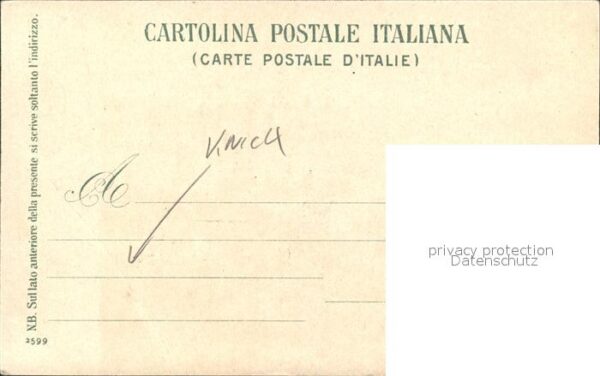 CARTOLINA POSTALE ITALIANA
(CARTE POSTALE D'ITALIE)
N.B. Sul lato anteriore della presente si scrive soltanto l'indirizzo.
Knick
A
privacy protection
Datenschutz
2599